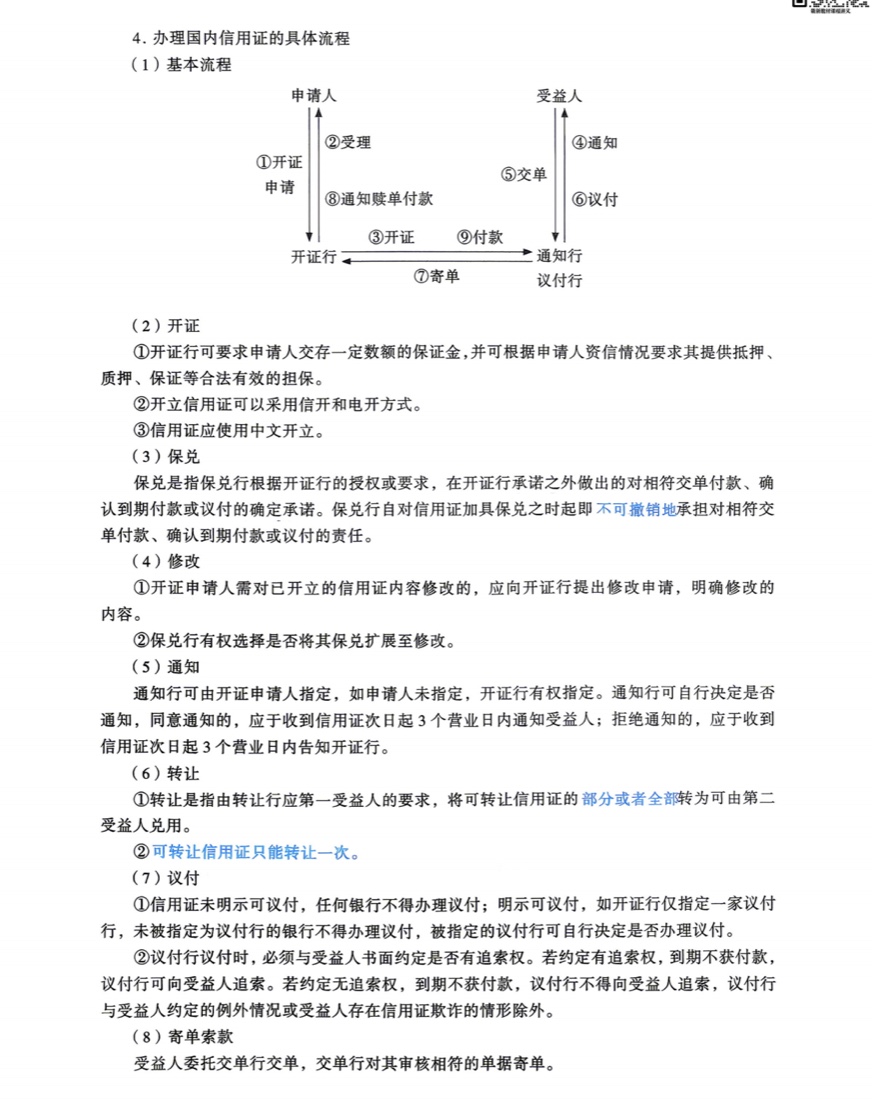 4. 办理国内信用证的具体流程
（1）基本流程
申请人
受益人
②受理
④通知
①开证
申请
⑤交单
⑧通知赎单付款
⑥议付
③开证
⑨付款
开证行
通知行
⑦寄单
议付行
（2）开证
①开证行可要求申请人交存一定数额的保证金，并可根据申请人资信情况要求其提供抵押、
质押、保证等合法有效的担保。
②开立信用证可以采用信开和电开方式。
③信用证应使用中文开立。
（3）保兑
保兑是指保兑行根据开证行的授权或要求，在开证行承诺之外做出的对相符交单付款、确
认到期付款或议付的确定承诺。保兑行自对信用证加具保兑之时起即不可撤销地承担对相符交
单付款、确认到期付款或议付的责任。
（4）修改
①开证申请人需对已开立的信用证内容修改的，应向开证行提出修改申请，明确修改的
内容。
②保兑行有权选择是否将其保兑扩展至修改。
（5）通知
通知行可由开证申请人指定，如申请人未指定，开证行有权指定。通知行可自行决定是否
通知，同意通知的，应于收到信用证次日起 3 个营业日内通知受益人；拒绝通知的，应于收到
信用证次日起 3 个营业日内告知开证行。
（6）转让
①转让是指由转让行应第一受益人的要求，将可转让信用证的部分或者全部转为可由第二
受益人兑用。
②可转让信用证只能转让一次。
（7）议付
①信用证未明示可议付，任何银行不得办理议付；明示可议付，如开证行仅指定一家议付
行，未被指定为议付行的银行不得办理议付，被指定的议付行可自行决定是否办理议付。
②议付行议付时，必须与受益人书面约定是否有追索权。若约定有追索权，到期不获付款，
议付行可向受益人追索。若约定无追索权，到期不获付款，议付行不得向受益人追索，议付行
与受益人约定的例外情况或受益人存在信用证欺诈的情形除外。
（8）寄单索款
受益人委托交单行交单，交单行对其审核相符的单据寄单。